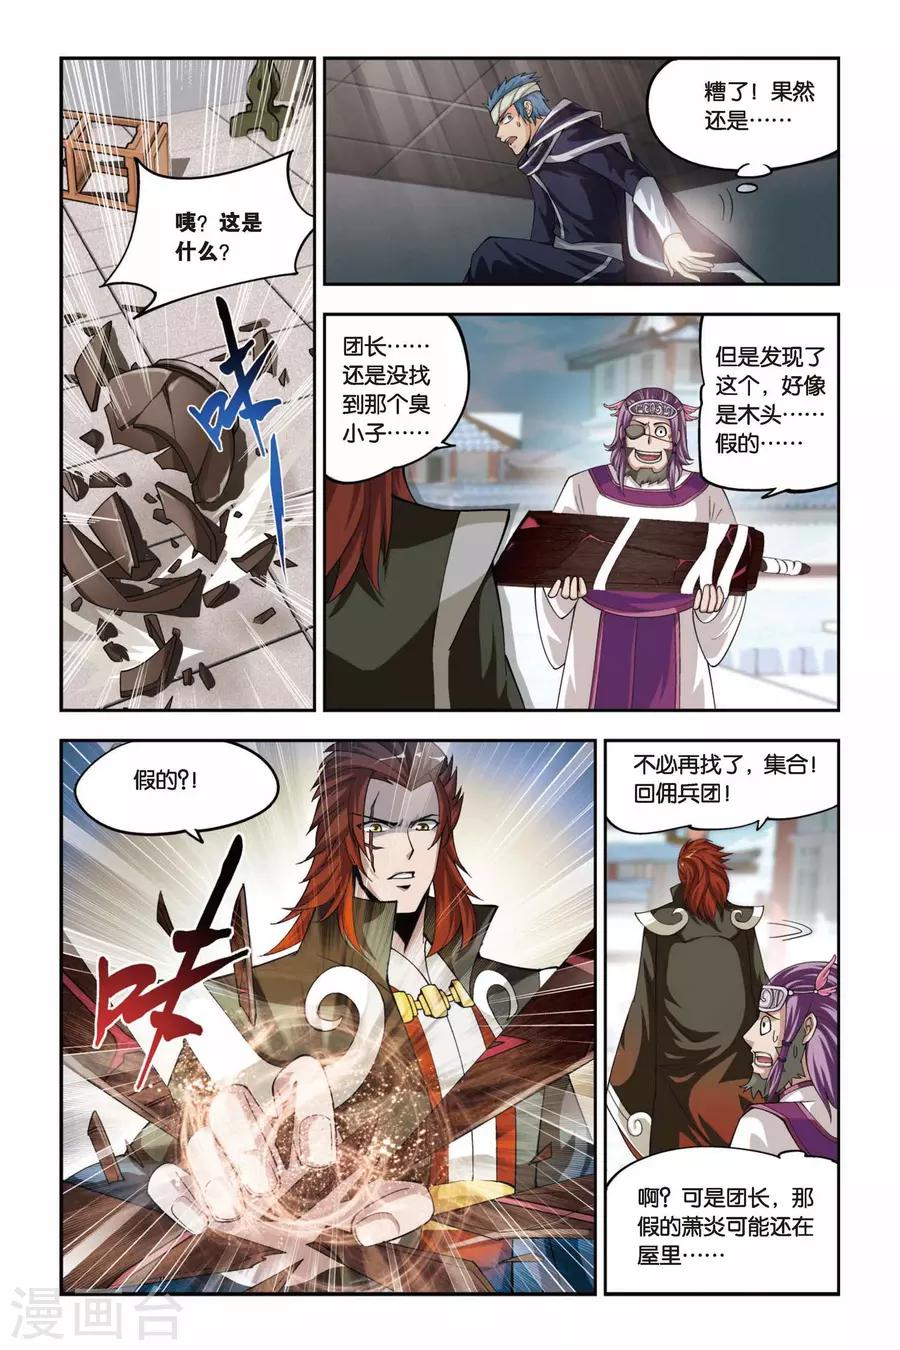 咦？这是
什么？
咔
糟了！果然
还是……
团长……
还是没找
到那个臭
小子……
但是发现了
这个，好像
是木头……
假的……
假的？！
咔
不必再找了，集合！
回佣兵团！
啊？可是团长，那
假的萧炎可能还在
屋里……
漫画台